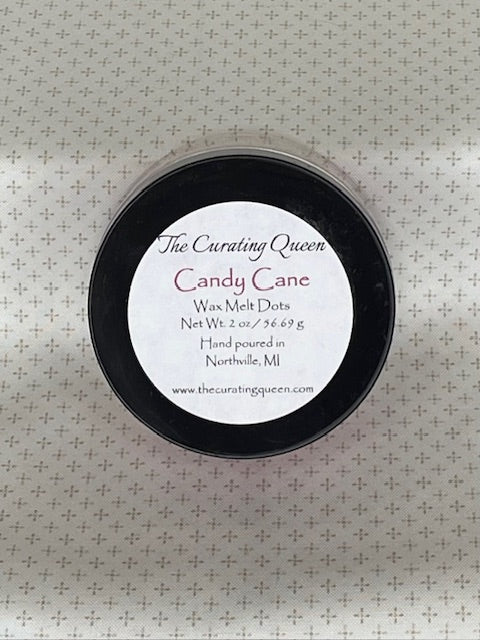 The Curating Queen
Candy Cane
Wax Melt Dots
Net Wt. 2 oz / 56.69 g
Hand poured in
Northville, MI
www.thecuratingqueen.com